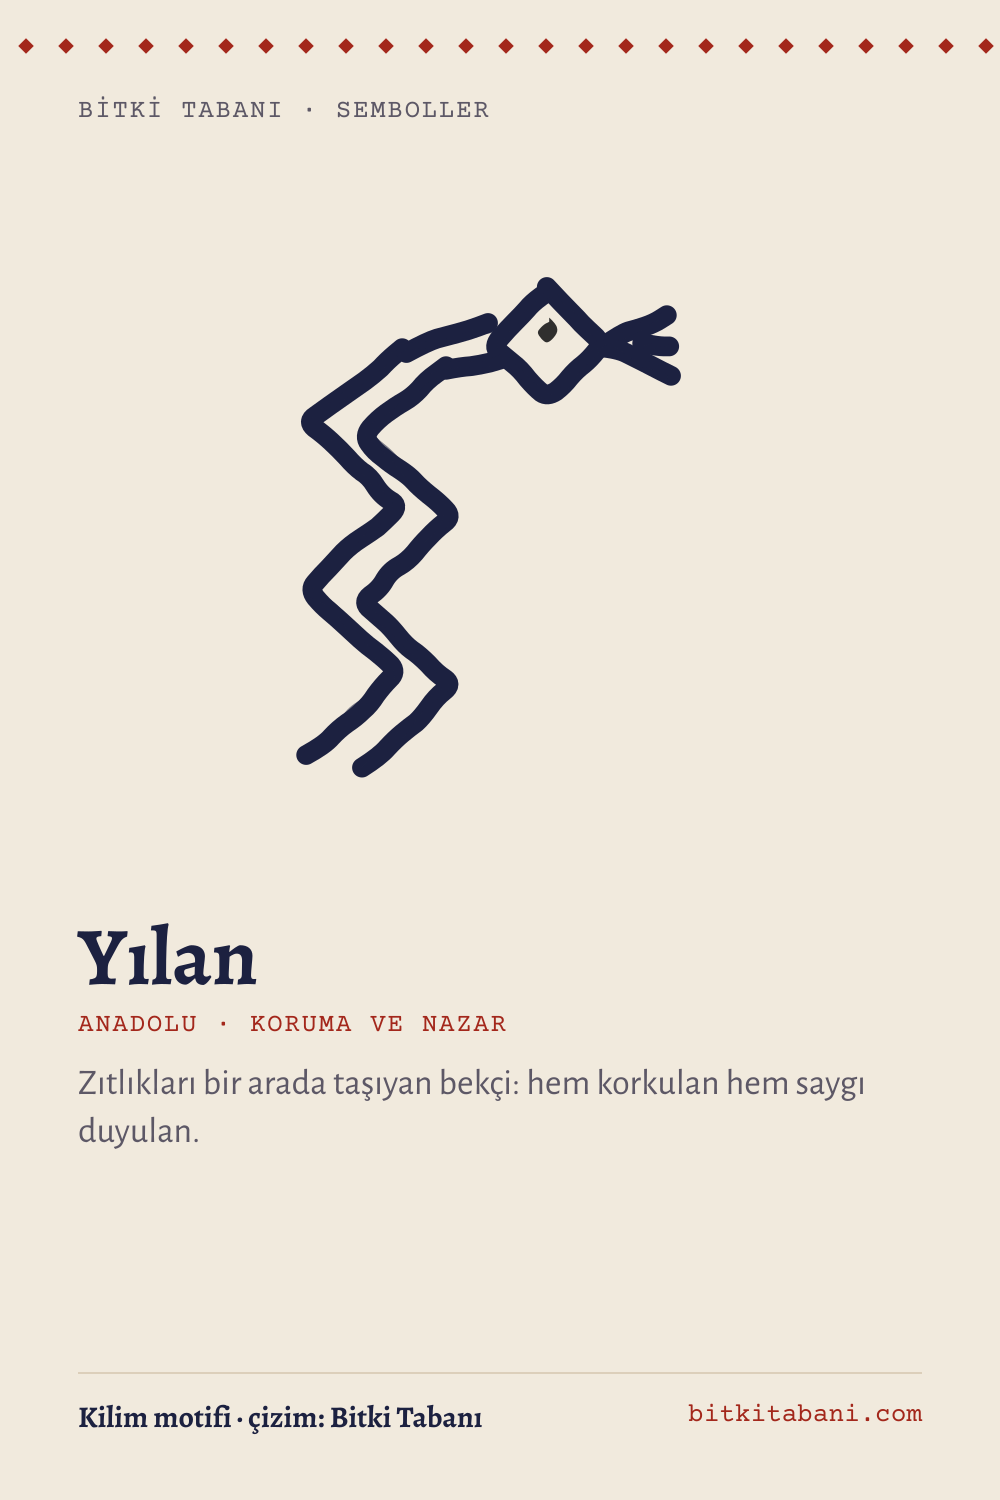 BİTKİ TABANI · SEMBOLLER
Yılan
ANADOLU · KORUMA VE NAZAR
Zıtlıkları bir arada taşıyan bekçi: hem korkulan hem saygı
duyulan.
Kilim motifi · çizim: Bitki Tabanı
bitkitabani.com